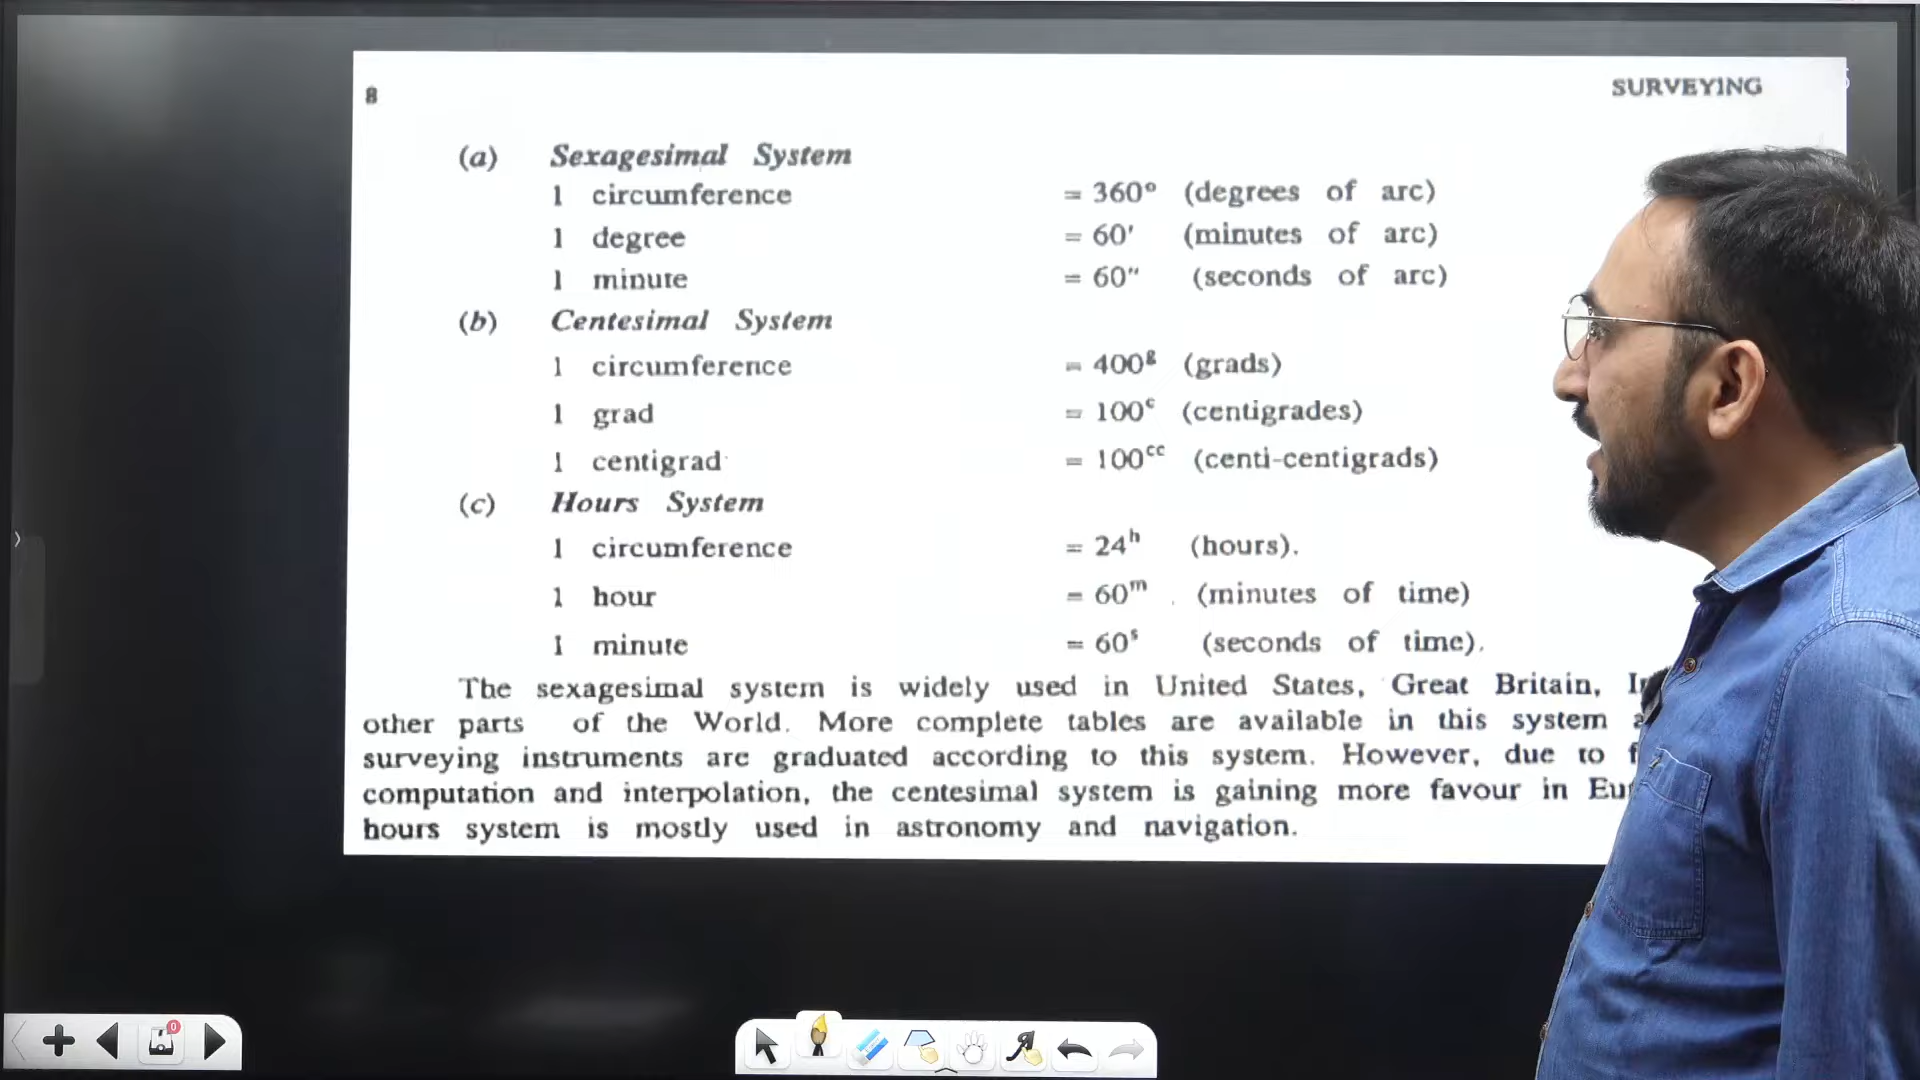 8 SURVEYING
(a) Sexagesimal System
1 circumference = 360° (degrees of arc)
1 degree = 60' (minutes of arc)
1 minute = 60" (seconds of arc)
(b) Centesimal System
1 circumference = 400ᵍ (grads)
1 grad = 100ᶜ (centigrades)
1 centigrad = 100ᶜᶜ (centi-centigrads)
(c) Hours System
1 circumference = 24ʰ (hours).
1 hour = 60ᵐ (minutes of time)
1 minute = 60ˢ (seconds of time).
The sexagesimal system is widely used in United States, Great Britain,
other parts of the World. More complete tables are available in this system
surveying instruments are graduated according to this system. However, due to
computation and interpolation, the centesimal system is gaining more favour in
hours system is mostly used in astronomy and navigation.
0